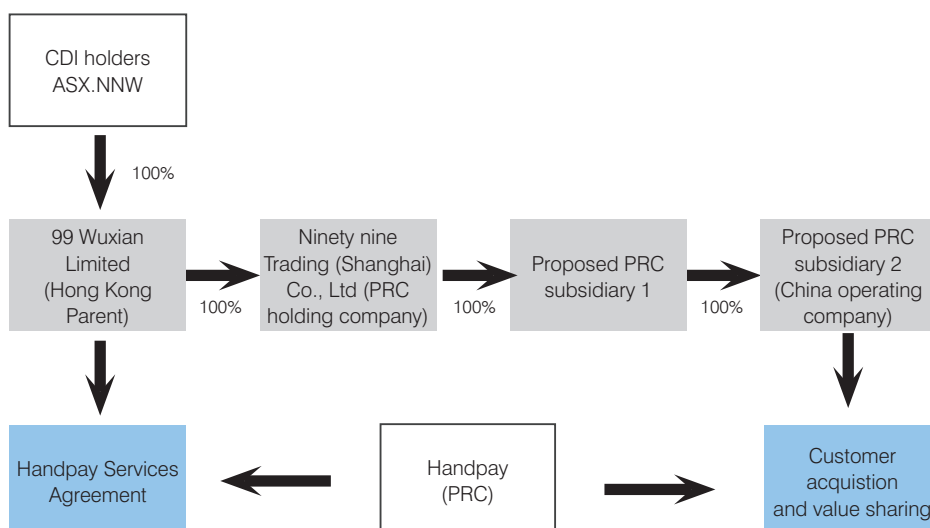 CDI holders
ASX.NNW
100%
99 Wuxian
Limited
(Hong Kong
Parent)
100%
Ninety nine
Trading (Shanghai)
Co., Ltd (PRC
holding company)
100%
Proposed PRC
subsidiary 1
100%
Proposed PRC
subsidiary 2
(China operating
company)
Handpay Services
Agreement
Handpay
(PRC)
Customer
acquistion
and value sharing